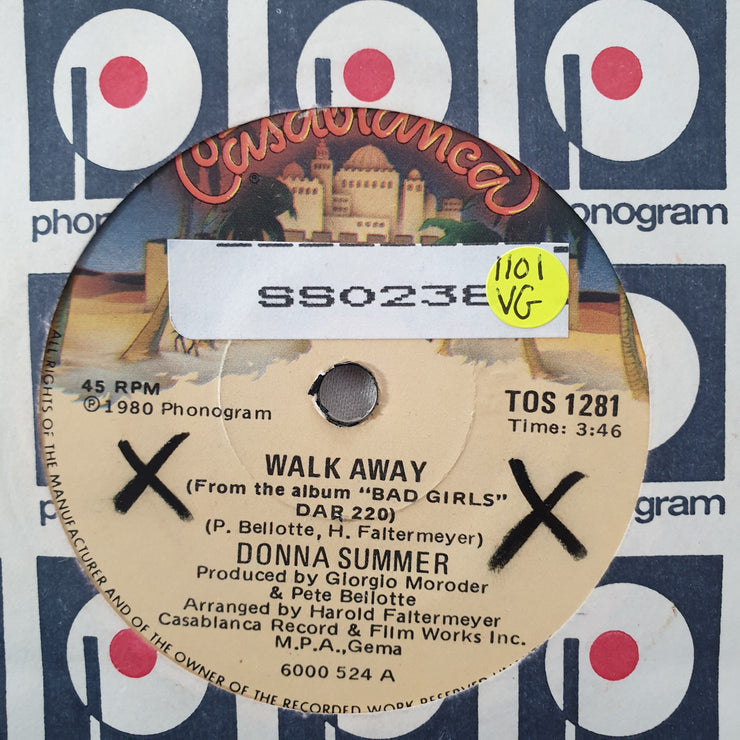 Casablanca
phonogram
SS0238
1101
VG
45 RPM
℗1980 Phonogram
TOS 1281
Time: 3:46
X
X
WALK AWAY
(From the album "BAD GIRLS"
DAR 220)
(P. Bellotte, H. Faltermeyer)
DONNA SUMMER
Produced by Giorgio Moroder
& Pete Bellotte
Arranged by Harold Faltermeyer
Casablanca Record & Film Works Inc.
M.P.A.,Gema
6000 524 A
ALL RIGHTS OF THE MANUFACTURER AND OF THE OWNER OF THE RECORDED WORK RESERVED